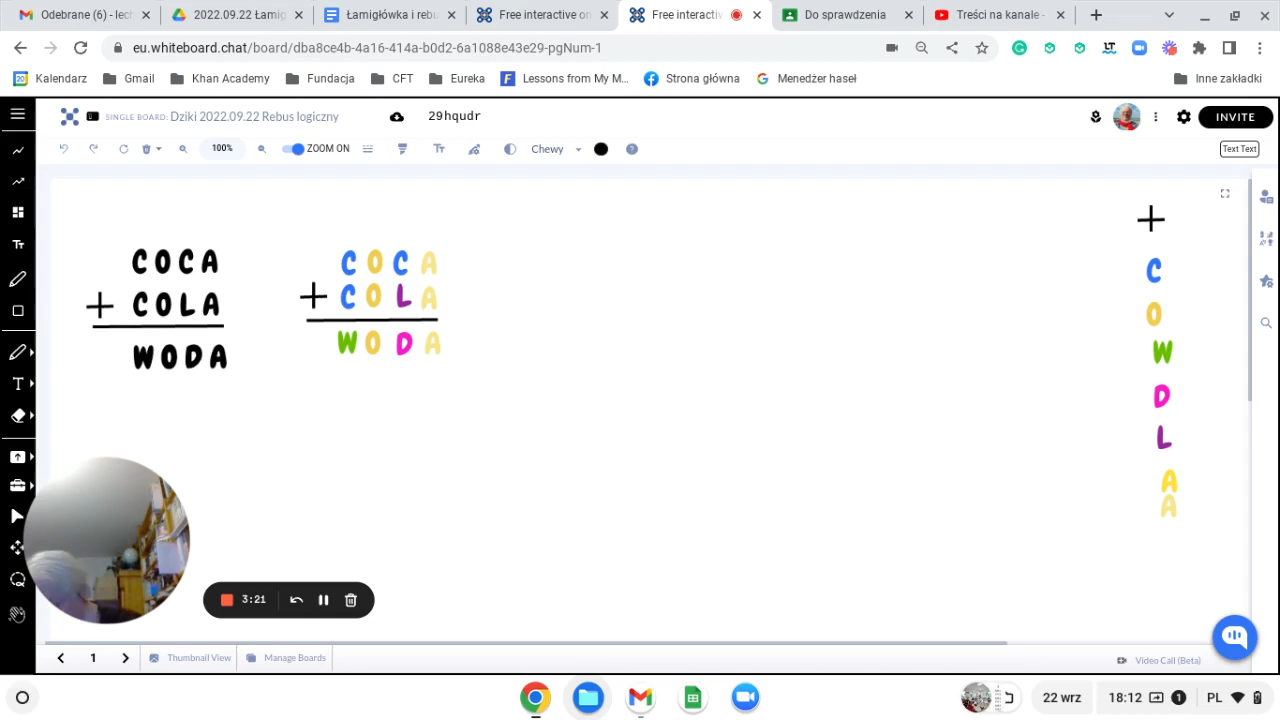 Odebrane (6) - lech
2022.09.22 Łamig
Łamigłówka i rebu
Free interactive on
Free interactiv
Do sprawdzenia
Treści na kanale -
eu.whiteboard.chat/board/dba8ce4b-4a16-414a-b0d2-6a1088e43e29-pgNum-1
Kalendarz
Gmail
Khan Academy
Fundacja
CFT
Eureka
Lessons from My M...
Strona główna
Menedżer haseł
Inne zakładki
SINGLE BOARD: Dziki 2022.09.22 Rebus logiczny
29hqudr
INVITE
100%
ZOOM ON
Tt
Chewy
Text Text
COCA
+ COLA
WODA
COCA
+ COLA
WODA
+
C
O
W
D
L
A
A
3:21
1
Thumbnail View
Manage Boards
Video Call (Beta)
22 wrz
18:12
1
PL